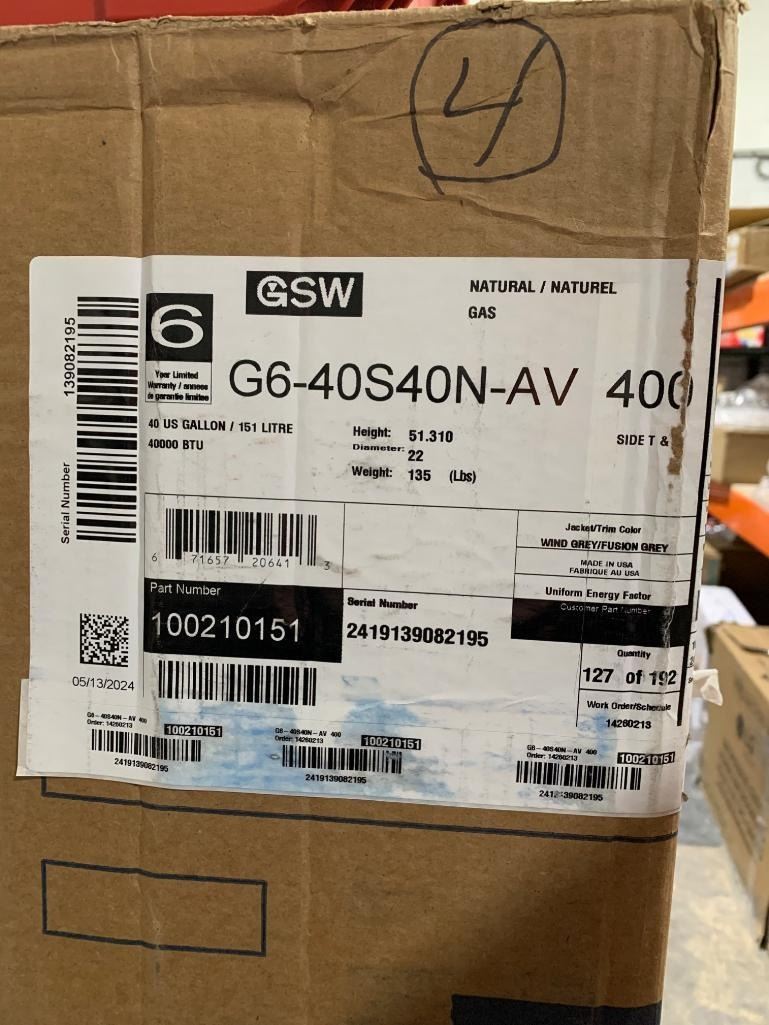 4
GSW
NATURAL / NATUREL
GAS
6
Year Limited
Warranty / annees
de garantie limitee
G6-40S40N-AV 400
40 US GALLON / 151 LITRE
40000 BTU
Height: 51.310
Diameter: 22
Weight: 135 (Lbs)
SIDE T &
139082195
Serial Number
6 71657 20641 3
Jacket/Trim Color
WIND GREY/FUSION GREY
MADE IN USA
FABRIQUE AU USA
Uniform Energy Factor
Customer Part Number
Part Number
100210151
Serial Number
2419139082195
Quantity
127 of 192
Work Order/Schedule
14260213
05/13/2024
G6-40S40N-AV 400
Order: 14260213
100210151
2419139082195
G6-40S40N-AV 400
Order: 14260213
100210151
2419139082195
G6-40S40N-AV 400
Order: 14260213
100210151
2419139082195